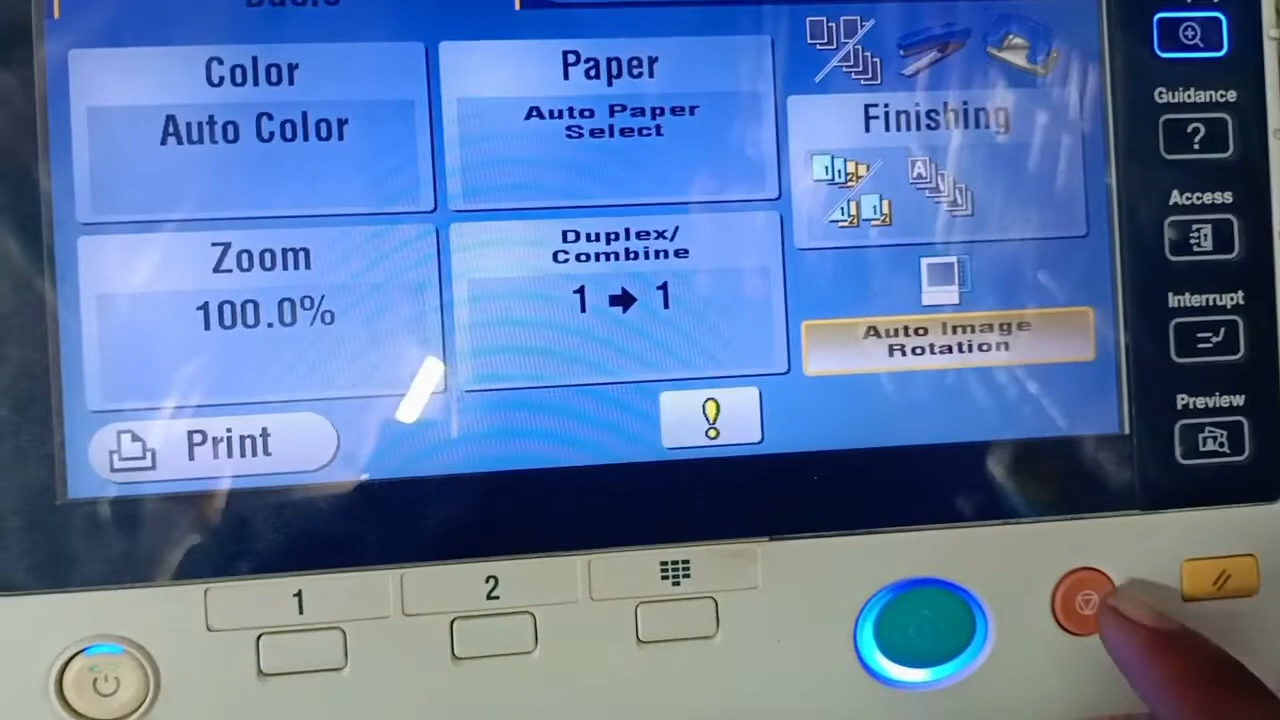 Basic
Color
Auto Color
Paper
Auto Paper
Select
Finishing
Zoom
100.0%
Duplex/
Combine
1 → 1
Auto Image
Rotation
Print
!
Guidance
?
Access
Interrupt
Preview
1
2